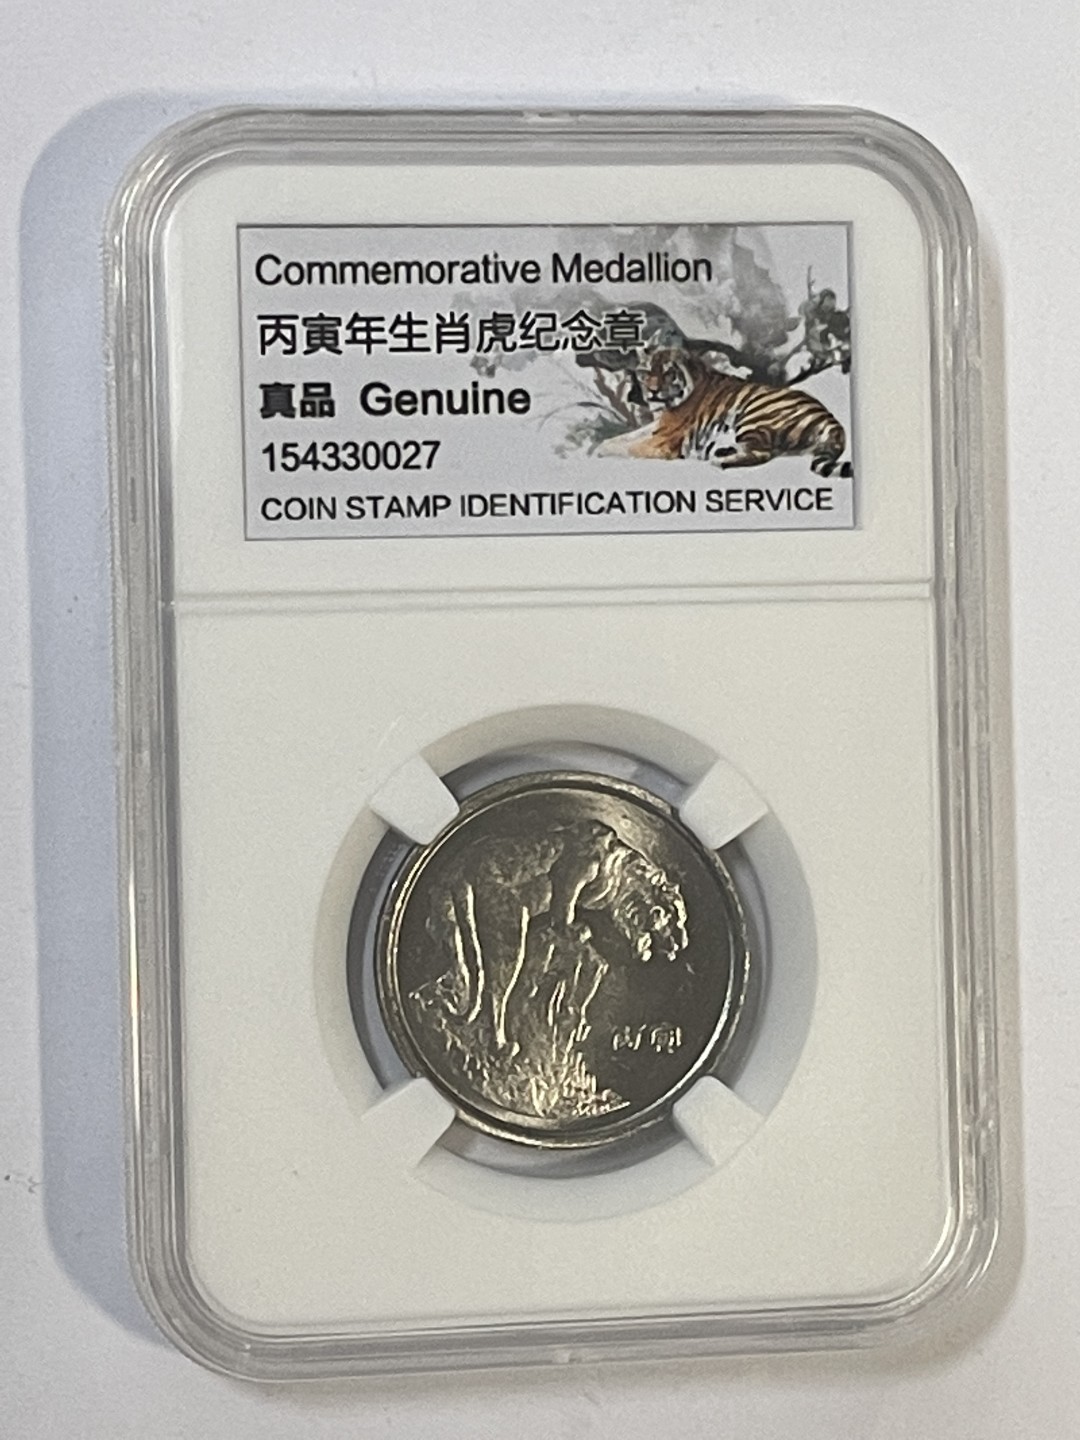 Commemorative Medallion
丙寅年生肖虎纪念章
真品 Genuine
154330027
COIN STAMP IDENTIFICATION SERVICE